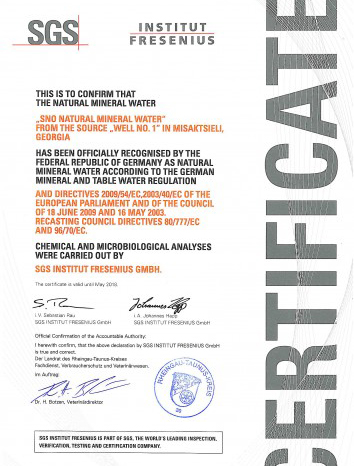 SGS
INSTITUT
FRESENIUS
CERTIFICATE
THIS IS TO CONFIRM THAT
THE NATURAL MINERAL WATER
„SNO NATURAL MINERAL WATER"
FROM THE SOURCE „WELL NO. 1" IN MISAKTSIELI,
GEORGIA
HAS BEEN OFFICIALLY RECOGNISED BY THE
FEDERAL REPUBLIC OF GERMANY AS NATURAL
MINERAL WATER ACCORDING TO THE GERMAN
MINERAL AND TABLE WATER REGULATION
AND DIRECTIVES 2009/54/EC,2003/40/EC OF THE
EUROPEAN PARLIAMENT AND OF THE COUNCIL
OF 18 JUNE 2009 AND 16 MAY 2003.
RECASTING COUNCIL DIRECTIVES 80/777/EC
AND 96/70/EC.
CHEMICAL AND MICROBIOLOGICAL ANALYSES
WERE CARRIED OUT BY
SGS INSTITUT FRESENIUS GMBH.
The certificate is valid until May 2018.
i.V. Sebastian Rau
SGS INSTITUT FRESENIUS GmbH
i.A. Johannes Hepp
SGS INSTITUT FRESENIUS GmbH
Official Confirmation of the Accountable Authority:
I herewith confirm, that the above declaration by SGS INSTITUT FRESENIUS GmbH
is true and correct.
Der Landrat des Rheingau-Taunus-Kreises
Fachdienst, Verbraucherschutz und Veterinärwesen.
Im Auftrag:
RHEINGAU-TAUNUS-KREIS
Dr. H. Botzen, Veterinärdirektor
SGS INSTITUT FRESENIUS IS PART OF SGS, THE WORLD'S LEADING INSPECTION,
VERIFICATION, TESTING AND CERTIFICATION COMPANY.